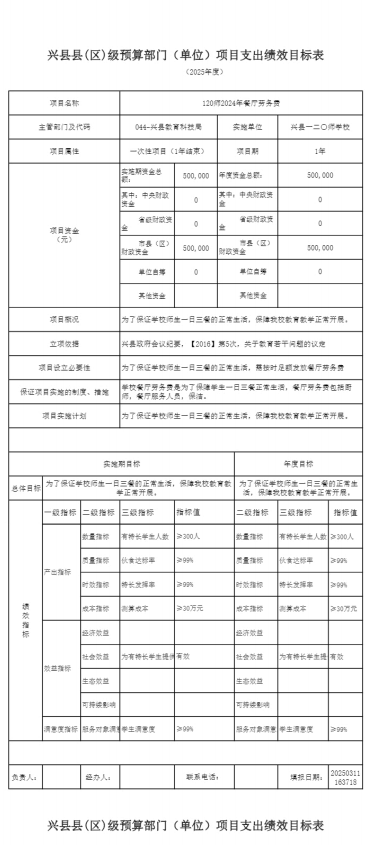 兴县县(区)级预算部门（单位）项目支出绩效目标表
（2025年度）
项目名称 120师2024年餐厅劳务费
主管部门及代码 044-兴县教育科技局 实施单位 兴县一二〇师学校
项目属性 一次性项目（1年结束） 项目期 1年
项目资金
（元）
实施期资金总额： 500,000 年度资金总额： 500,000
其中：中央财政资金 0 其中：中央财政资金 0
省级财政资金 0 省级财政资金 0
市县（区）财政资金 500,000 市县（区）财政资金 500,000
单位自筹 0 单位自筹 0
其他资金 其他资金
项目概况 为了保证学校师生一日三餐的正常生活，保障我校教育教学正常开展。
立项依据 兴县政府会议纪要，【2016】第5次，关于教育若干问题的议定
项目设立必要性 为了保证学校师生一日三餐的正常生活，需按时足额发放餐厅劳务费
保证项目实施的制度、措施 学校餐厅劳务费是为了保障学生一日三餐正常生活，餐厅劳务费包括厨师，餐厅服务人员，保洁。
项目实施计划 为了保证学校师生一日三餐的正常生活，保障我校教育教学正常开展。
实施期目标 年度目标
总体目标 为了保证学校师生一日三餐的正常生活，保障我校教育教学正常开展。 为了保证学校师生一日三餐的正常生活，保障我校教育教学正常开展。
绩效指标
一级指标 二级指标 三级指标 指标值 二级指标 三级指标 指标值
产出指标
数量指标 有特长学生人数 ≥300人 数量指标 有特长学生人数 ≥300人
质量指标 伙食达标率 ≥99% 质量指标 伙食达标率 ≥99%
时效指标 特长发挥率 ≥99% 时效指标 特长发挥率 ≥99%
成本指标 测算成本 ≥30万元 成本指标 测算成本 ≥30万元
效益指标
经济效益 经济效益
社会效益 为有特长学生提供 有效 社会效益 为有特长学生提 有效
生态效益 生态效益
可持续影响 可持续影响
满意度指标 服务对象满意 学生满意度 ≥99% 服务对象满意 学生满意度 ≥99%
负责人： 经办人： 联系电话： 填报日期： 20250311163718
兴县县(区)级预算部门（单位）项目支出绩效目标表